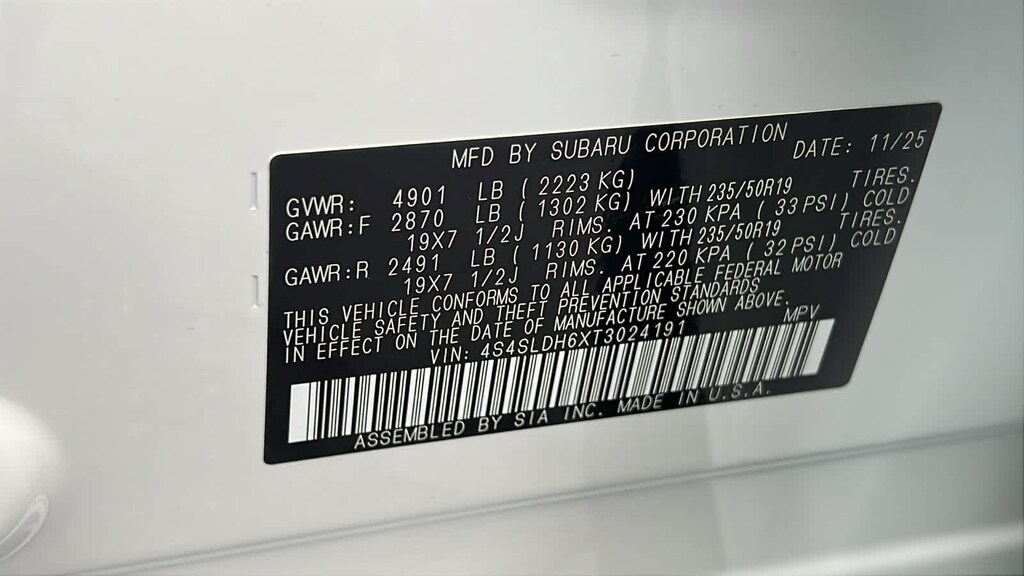 MFD BY SUBARU CORPORATION DATE: 11/25
GVWR: 4901 LB ( 2223 KG)
GAWR:F 2870 LB ( 1302 KG) WITH 235/50R19 TIRES.
19X7 1/2J RIMS. AT 230 KPA ( 33 PSI) COLD
GAWR:R 2491 LB ( 1130 KG) WITH 235/50R19 TIRES.
19X7 1/2J RIMS. AT 220 KPA ( 32 PSI) COLD
THIS VEHICLE CONFORMS TO ALL APPLICABLE FEDERAL MOTOR
VEHICLE SAFETY AND THEFT PREVENTION STANDARDS
IN EFFECT ON THE DATE OF MANUFACTURE SHOWN ABOVE.
VIN: 4S4SLDH6XT3024191 MPV
ASSEMBLED BY SIA INC. MADE IN U.S.A.